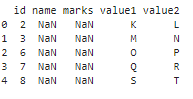 id name marks value1 value2
0 2 NaN NaN K L
1 3 NaN NaN M N
2 6 NaN NaN O P
3 7 NaN NaN Q R
4 8 NaN NaN S T